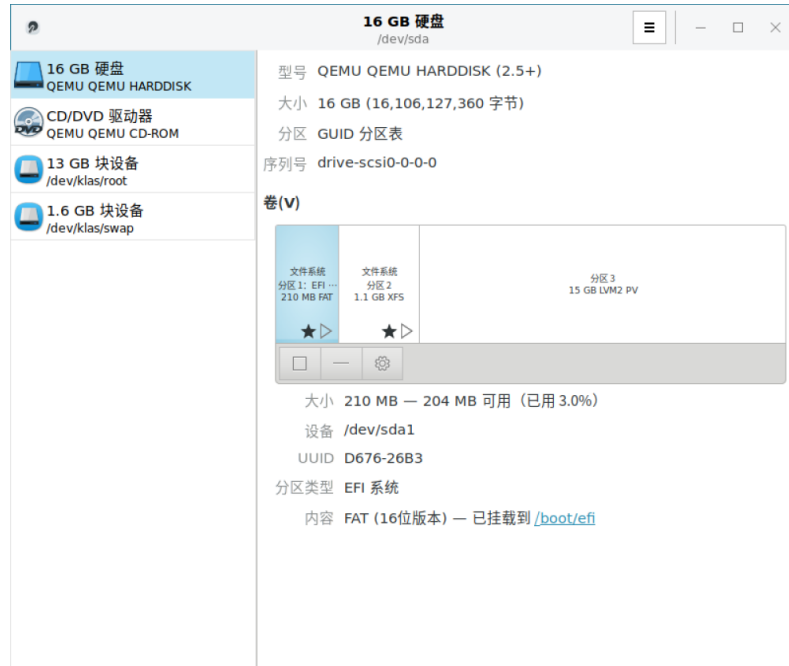 16 GB 硬盘
/dev/sda
16 GB 硬盘
QEMU QEMU HARDDISK
CD/DVD 驱动器
QEMU QEMU CD-ROM
DVD
13 GB 块设备
/dev/klas/root
1.6 GB 块设备
/dev/klas/swap
型号 QEMU QEMU HARDDISK (2.5+)
大小 16 GB (16,106,127,360 字节)
分区 GUID 分区表
序列号 drive-scsi0-0-0-0
卷(V)
文件系统
分区 1：EFI …
210 MB FAT
文件系统
分区 2
1.1 GB XFS
分区 3
15 GB LVM2 PV
大小 210 MB — 204 MB 可用（已用 3.0%）
设备 /dev/sda1
UUID D676-26B3
分区类型 EFI 系统
内容 FAT (16位版本) — 已挂载到 /boot/efi